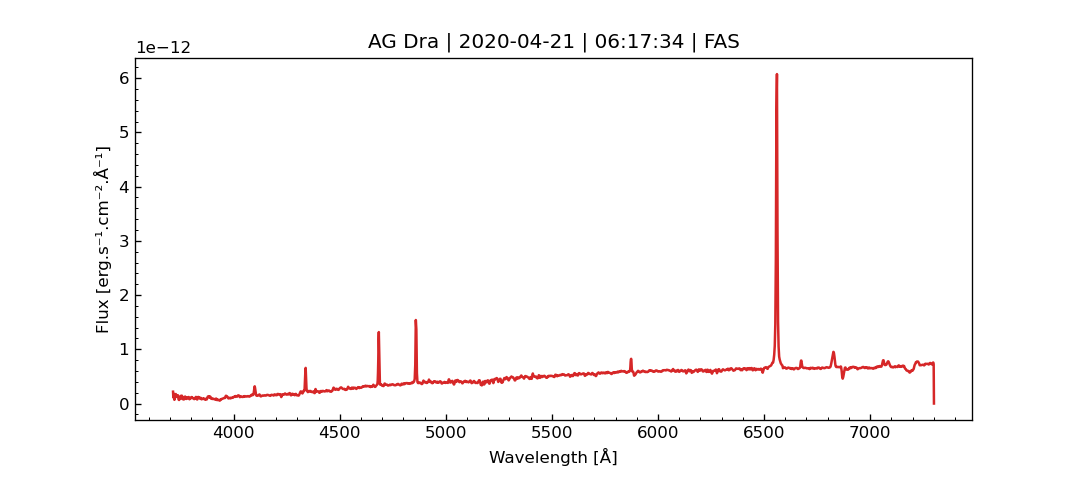 AG Dra | 2020-04-21 | 06:17:34 | FAS
1e−12
6
5
4
3
2
1
0
Flux [erg.s⁻¹.cm⁻².Å⁻¹]
4000 4500 5000 5500 6000 6500 7000
Wavelength [Å]